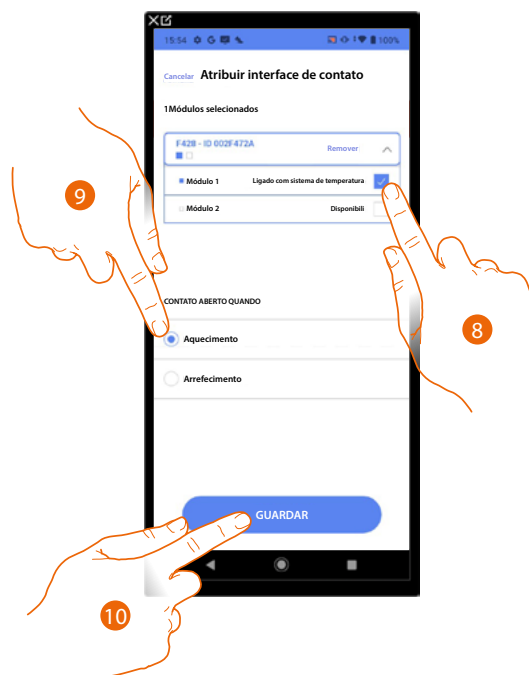 15:54 G 100%
Cancelar Atribuir interface de contato
1Módulos selecionados
F428 - ID 002F472A Remover
Módulo 1 Ligado com sistema de temperatura
Módulo 2 Disponibili
9
8
CONTATO ABERTO QUANDO
Aquecimento
Arrefecimento
GUARDAR
10